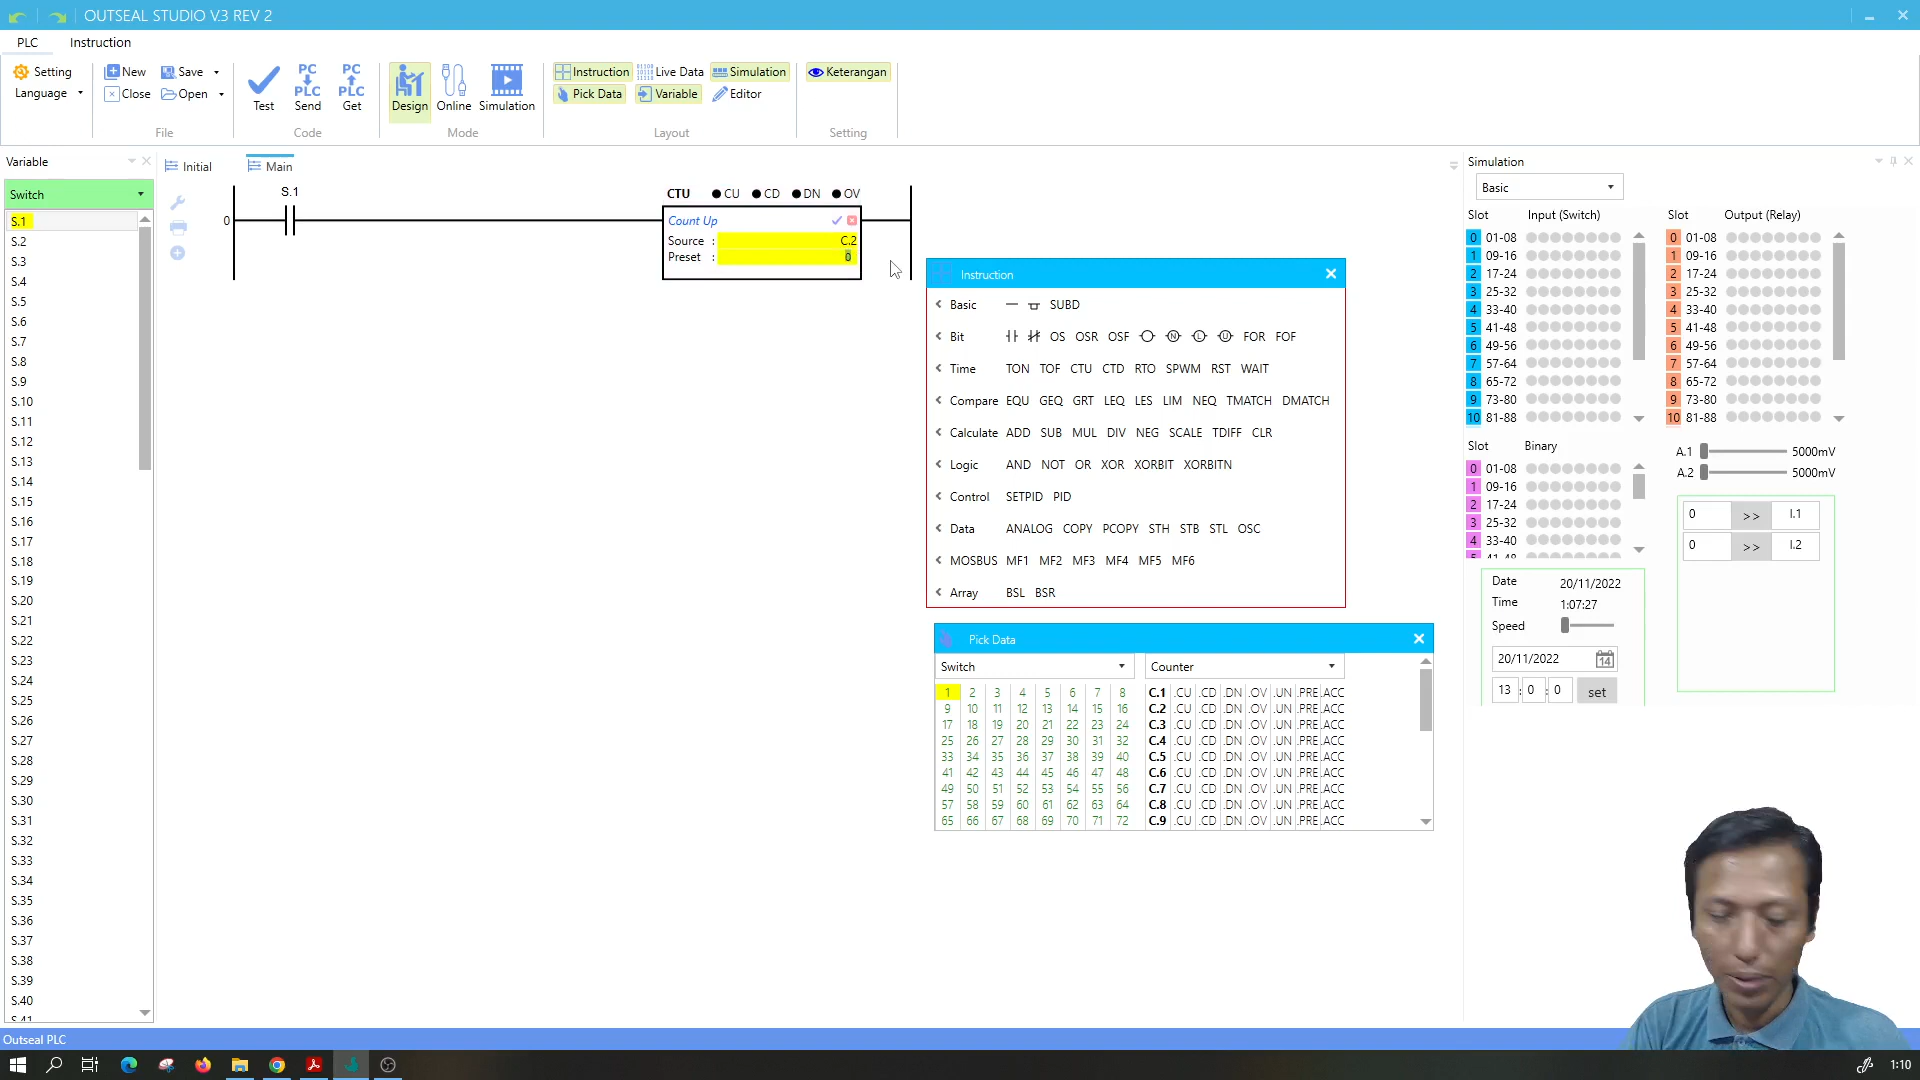 OUTSEAL STUDIO V.3 REV 2
PLC Instruction
Setting
Language
New Save
Close Open
File
Test
PC PLC Send
PC PLC Get
Code
Design Online Simulation
Mode
Instruction Live Data Simulation
Pick Data Variable Editor
Layout
Keterangan
Setting
Variable
Switch
S.1
S.2
S.3
S.4
S.5
S.6
S.7
S.8
S.9
S.10
S.11
S.12
S.13
S.14
S.15
S.16
S.17
S.18
S.19
S.20
S.21
S.22
S.23
S.24
S.25
S.26
S.27
S.28
S.29
S.30
S.31
S.32
S.33
S.34
S.35
S.36
S.37
S.38
S.39
S.40
S.41
Initial Main
S.1
0
CTU CU CD DN OV
Count Up
Source : C.2
Preset : 0
Instruction
Basic SUBD
Bit OS OSR OSF N L U FOR FOF
Time TON TOF CTU CTD RTO SPWM RST WAIT
Compare EQU GEQ GRT LEQ LES LIM NEQ TMATCH DMATCH
Calculate ADD SUB MUL DIV NEG SCALE TDIFF CLR
Logic AND NOT OR XOR XORBIT XORBITN
Control SETPID PID
Data ANALOG COPY PCOPY STH STB STL OSC
MOSBUS MF1 MF2 MF3 MF4 MF5 MF6
Array BSL BSR
Pick Data
Switch Counter
1 2 3 4 5 6 7 8 C.1 .CU .CD .DN .OV .UN .PRE .ACC
9 10 11 12 13 14 15 16 C.2 .CU .CD .DN .OV .UN .PRE .ACC
17 18 19 20 21 22 23 24 C.3 .CU .CD .DN .OV .UN .PRE .ACC
25 26 27 28 29 30 31 32 C.4 .CU .CD .DN .OV .UN .PRE .ACC
33 34 35 36 37 38 39 40 C.5 .CU .CD .DN .OV .UN .PRE .ACC
41 42 43 44 45 46 47 48 C.6 .CU .CD .DN .OV .UN .PRE .ACC
49 50 51 52 53 54 55 56 C.7 .CU .CD .DN .OV .UN .PRE .ACC
57 58 59 60 61 62 63 64 C.8 .CU .CD .DN .OV .UN .PRE .ACC
65 66 67 68 69 70 71 72 C.9 .CU .CD .DN .OV .UN .PRE .ACC
Simulation
Basic
Slot Input (Switch) Slot Output (Relay)
0 01-08 0 01-08
1 09-16 1 09-16
2 17-24 2 17-24
3 25-32 3 25-32
4 33-40 4 33-40
5 41-48 5 41-48
6 49-56 6 49-56
7 57-64 7 57-64
8 65-72 8 65-72
9 73-80 9 73-80
10 81-88 10 81-88
Slot Binary
0 01-08
1 09-16
2 17-24
3 25-32
4 33-40
5 41-48
A.1 5000mV
A.2 5000mV
0 >> I.1
0 >> I.2
Date 20/11/2022
Time 1:07:27
Speed
20/11/2022 14
13 : 0 : 0 set
Outseal PLC
1:10